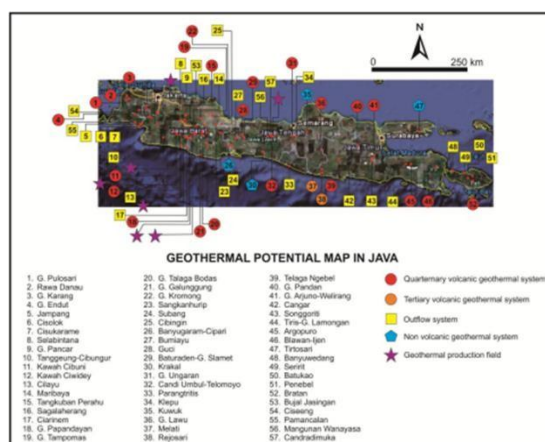 N
0 250 km
GEOTHERMAL POTENTIAL MAP IN JAVA
1. G. Pulosari
2. Rawa Danau
3. G. Karang
4. G. Endut
5. Jampang
6. Cisolok
7. Cisukarame
8. Selabintana
9. G. Pancar
10. Tanggeung-Cibungur
11. Kawah Cibuni
12. Kawah Ciwidey
13. Cilayu
14. Maribaya
15. Tangkuban Perahu
16. Sagalaherang
17. Ciarinem
18. G. Papandayan
19. G. Tampomas
20. G. Talaga Bodas
21. G. Galunggung
22. G. Kromong
23. Sangkanhurip
24. Subang
25. Cibingin
26. Banyugaram-Cipari
27. Bumiayu
28. Guci
29. Baturaden-G. Slamet
30. Krakal
31. G. Ungaran
32. Candi Umbul-Telomoyo
33. Parangtritis
34. Klepu
35. Kuwuk
36. G. Lawu
37. Melati
38. Rejosari
39. Telaga Ngebel
40. G. Pandan
41. G. Arjuno-Welirang
42. Cangar
43. Songgoriti
44. Tiris-G. Lamongan
45. Argopuro
46. Blawan-Ijen
47. Tirtosari
48. Banyuwedang
49. Seririt
50. Batukao
51. Penebel
52. Bratan
53. Bujal Jasingan
54. Ciseeng
55. Pamancalan
56. Mangunan Wanayasa
57. Candradimuka
Quarternary volcanic geothermal system
Tertiary volcanic geothermal system
Outflow system
Non volcanic geothermal system
Geothermal production field